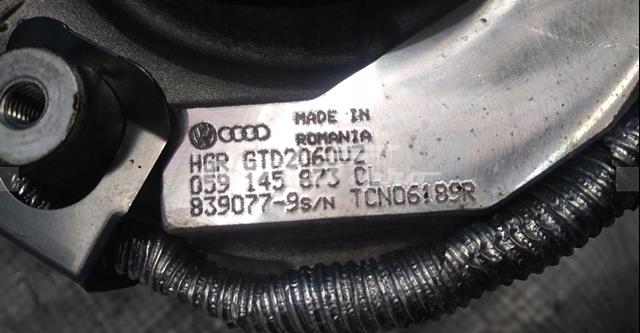 MADE IN
ROMANIA
HGR GTD2060VZ
059 145 873 CL
839077-9S/N TCN06189R